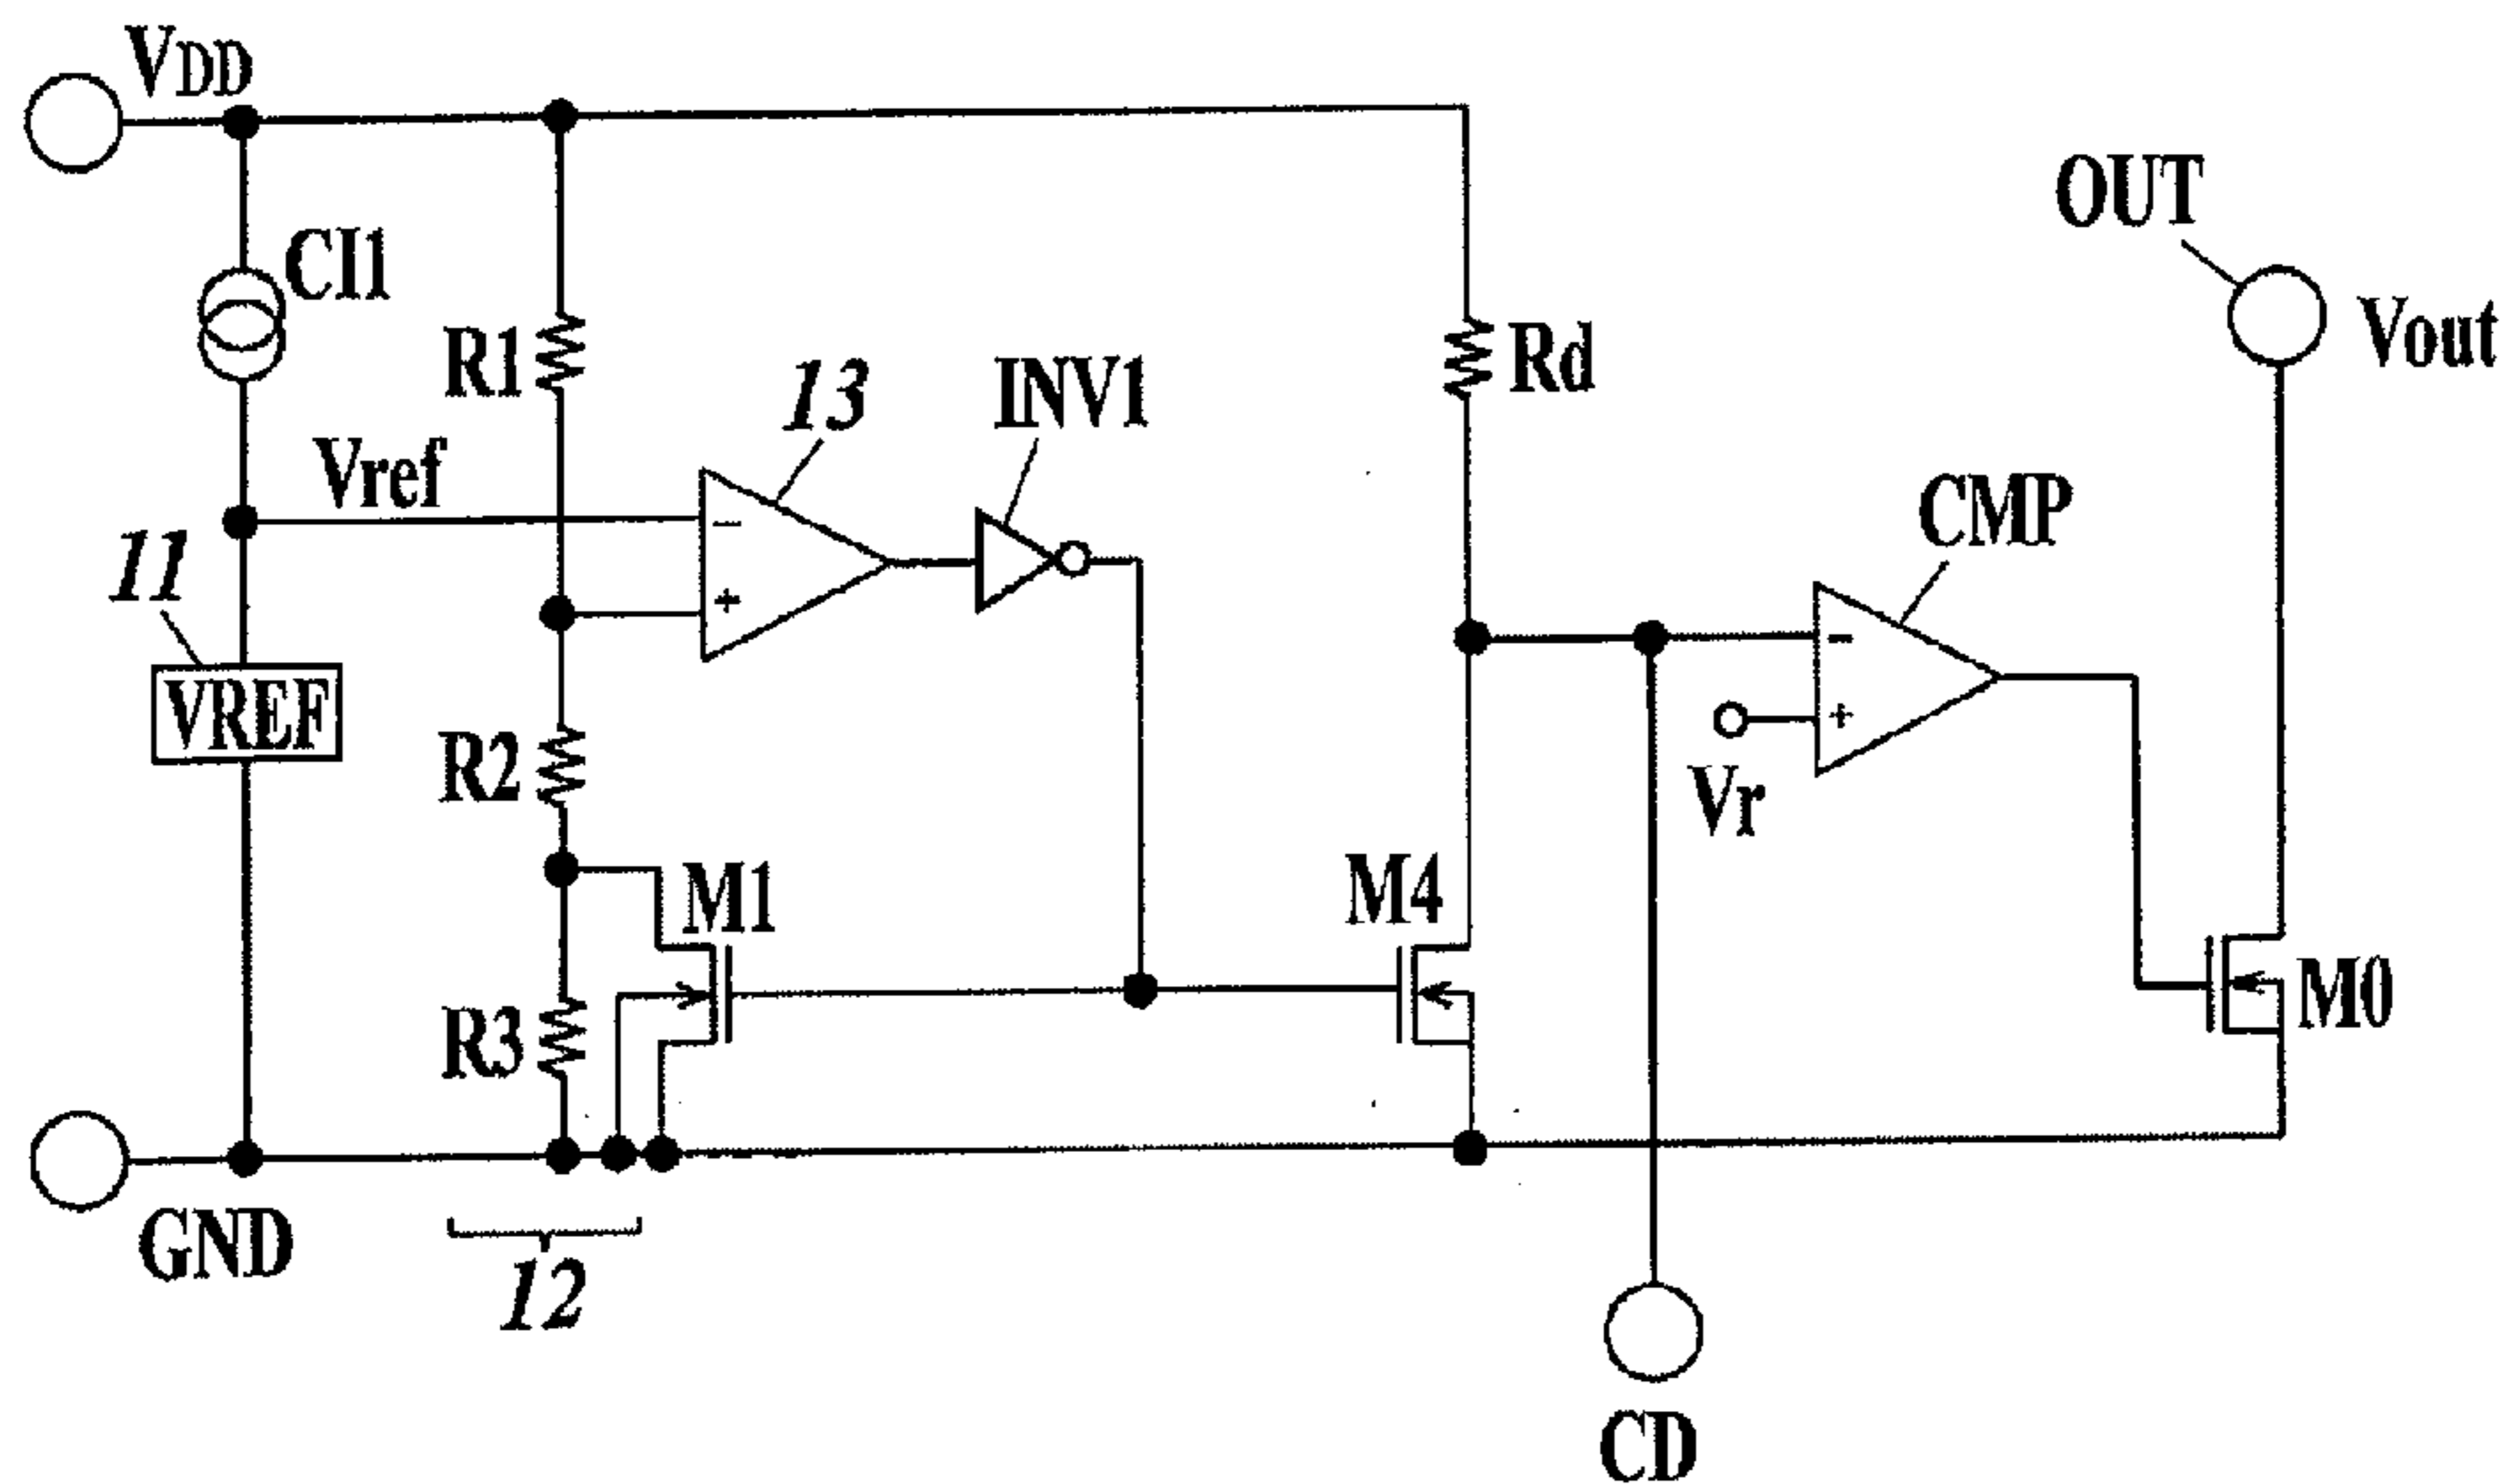 VDD
CI1
OUT
Vout
R1
13
INV1
Rd
Vref
−
+
CMP
11
VREF
−
+
Vr
R2
M1
M4
M0
R3
GND
12
CD